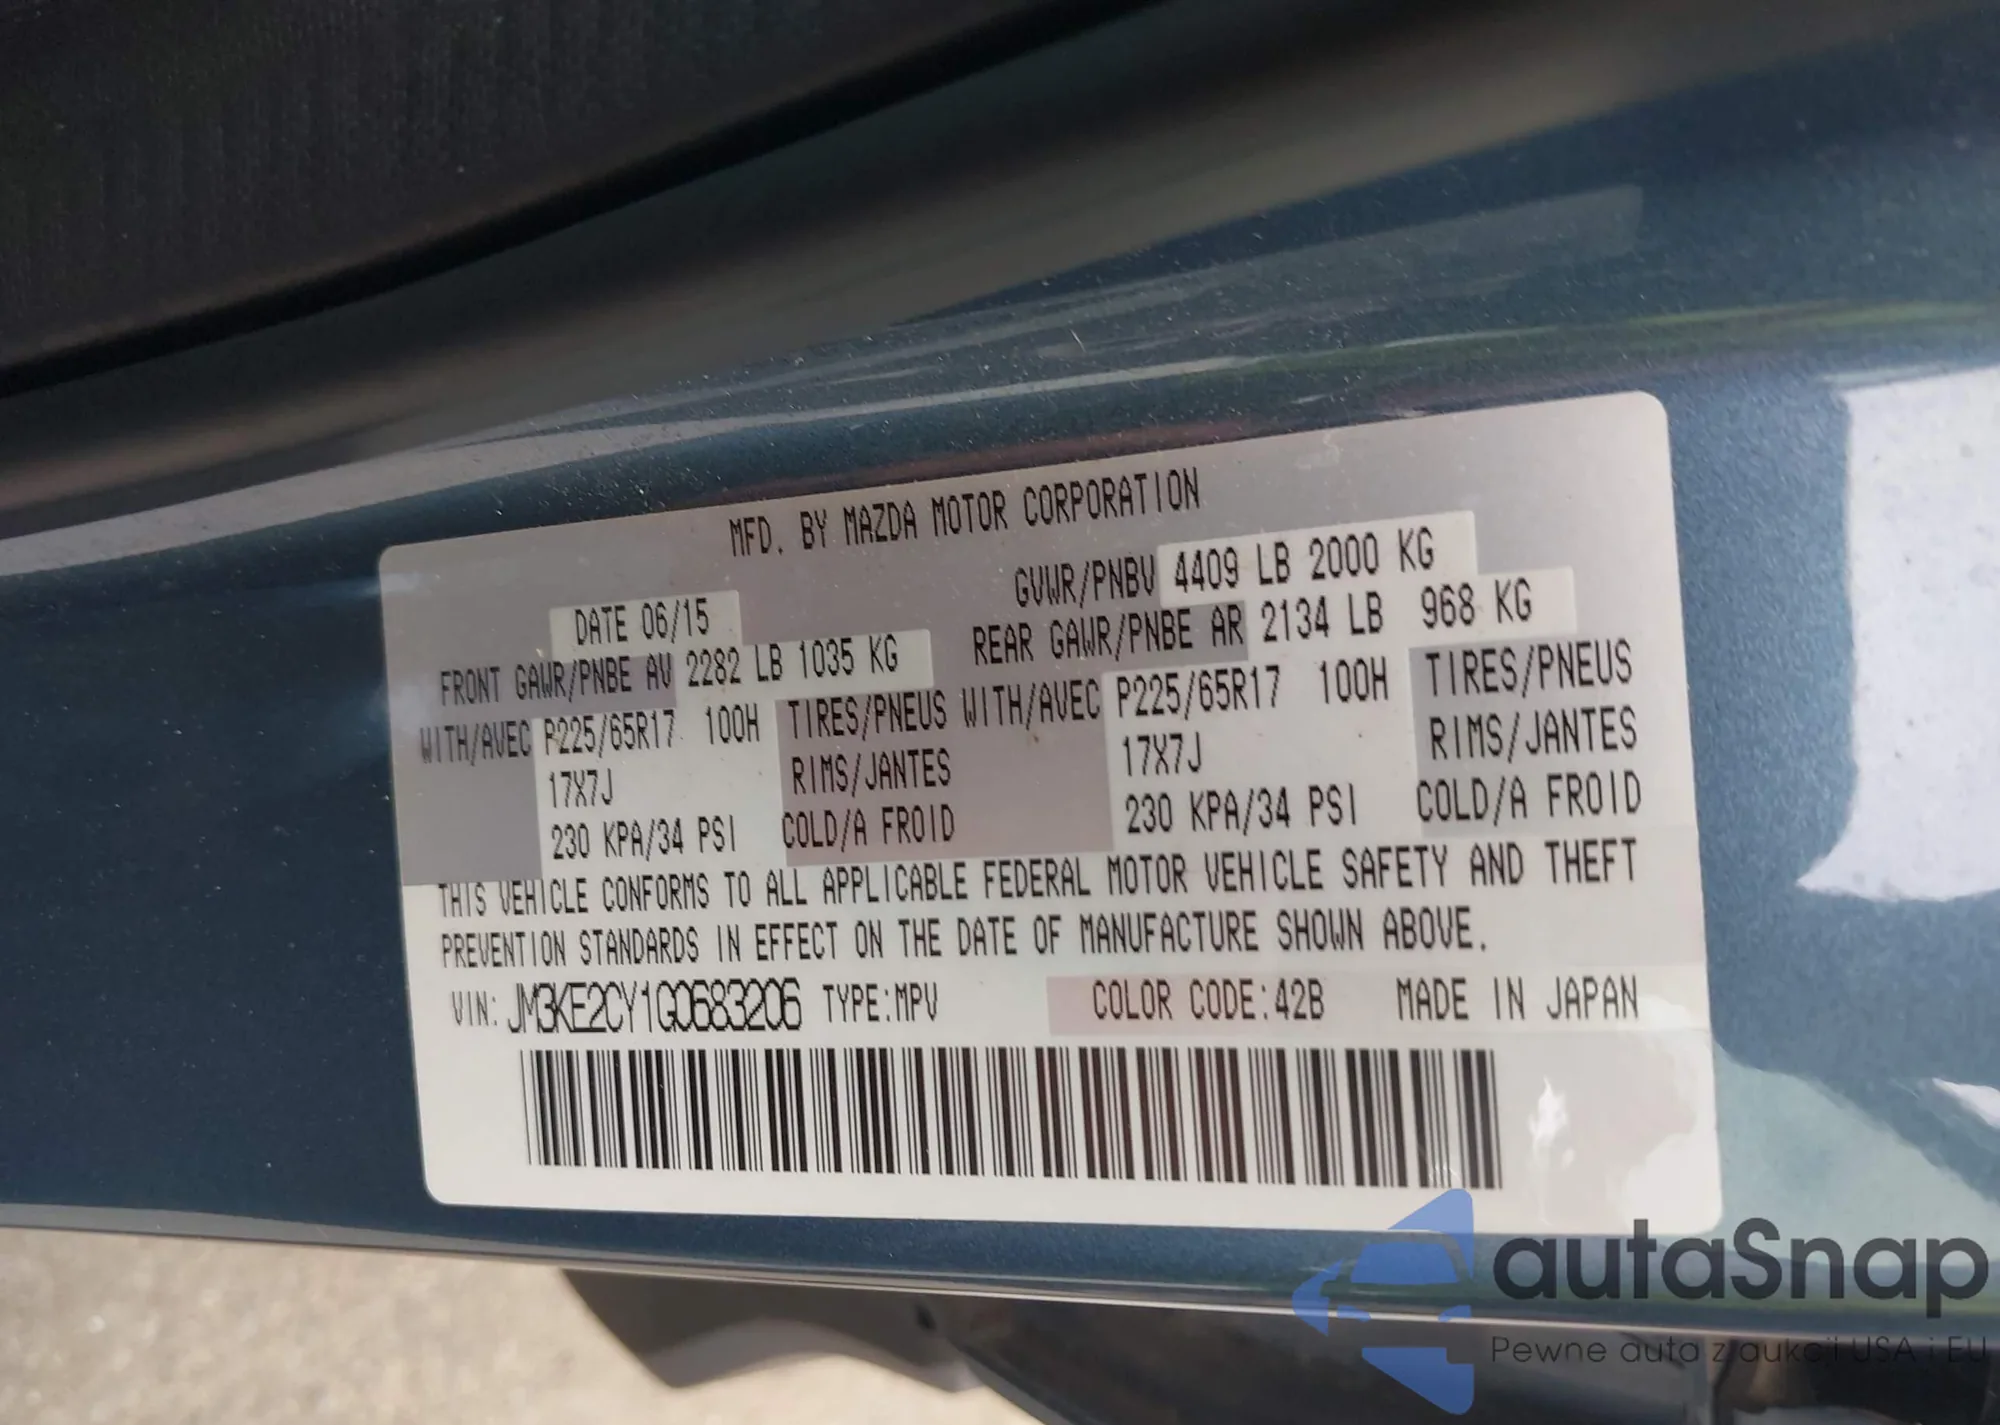 MFD. BY MAZDA MOTOR CORPORATION
DATE 06/15 GVWR/PNBV 4409 LB 2000 KG
FRONT GAWR/PNBE AV 2282 LB 1035 KG REAR GAWR/PNBE AR 2134 LB 968 KG
WITH/AVEC P225/65R17 100H TIRES/PNEUS WITH/AVEC P225/65R17 100H TIRES/PNEUS
17X7J RIMS/JANTES 17X7J RIMS/JANTES
230 KPA/34 PSI COLD/A FROID 230 KPA/34 PSI COLD/A FROID
THIS VEHICLE CONFORMS TO ALL APPLICABLE FEDERAL MOTOR VEHICLE SAFETY AND THEFT
PREVENTION STANDARDS IN EFFECT ON THE DATE OF MANUFACTURE SHOWN ABOVE.
VIN: JM3KE2CY1G0683206 TYPE:MPV COLOR CODE:42B MADE IN JAPAN
autaSnap
Pewne auta z aukcji USA i EU